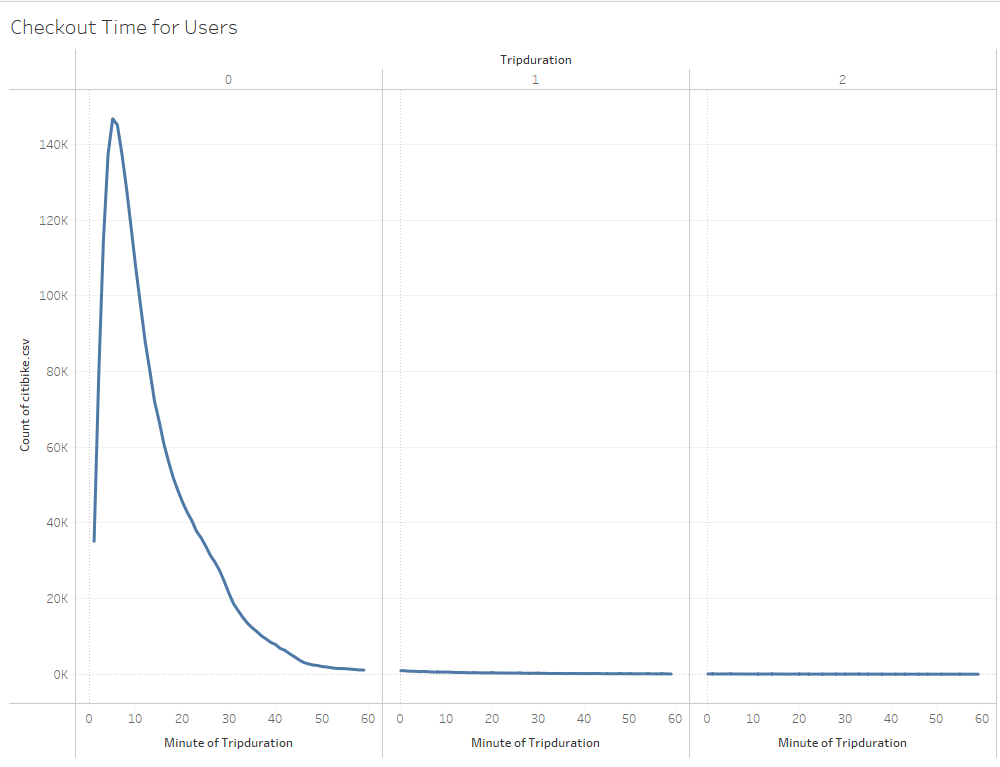 Checkout Time for Users
Tripduration
0 1 2
140K
120K
100K
80K
60K
40K
20K
0K
Count of citibike.csv
0 10 20 30 40 50 60 0 10 20 30 40 50 60 0 10 20 30 40 50 60
Minute of Tripduration Minute of Tripduration Minute of Tripduration